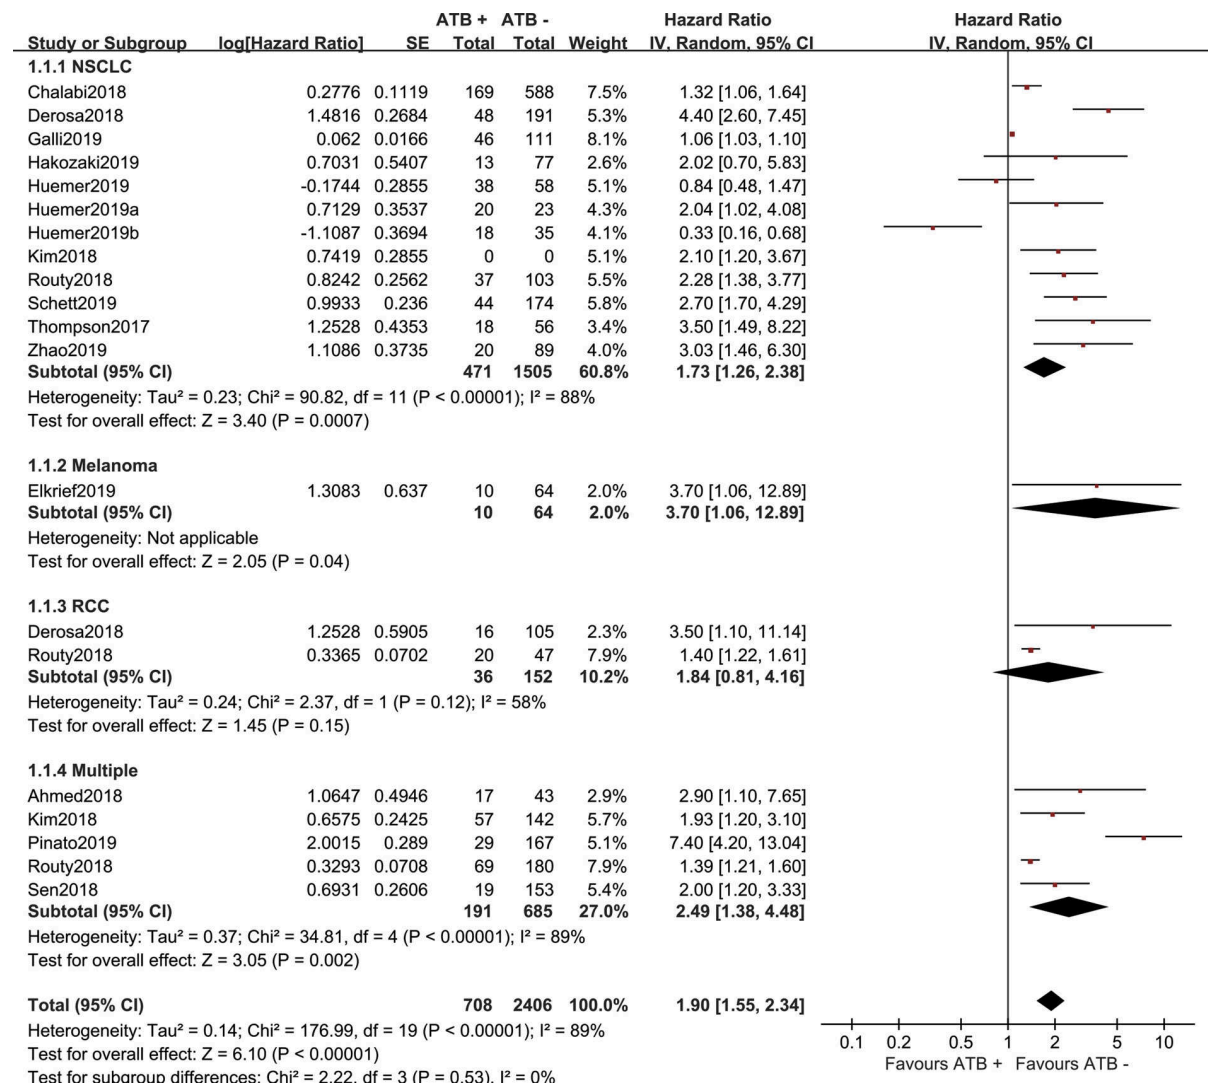 ATB + ATB - Hazard Ratio Hazard Ratio
Study or Subgroup log[Hazard Ratio] SE Total Total Weight IV, Random, 95% CI IV, Random, 95% CI
1.1.1 NSCLC
Chalabi2018 0.2776 0.1119 169 588 7.5% 1.32 [1.06, 1.64]
Derosa2018 1.4816 0.2684 48 191 5.3% 4.40 [2.60, 7.45]
Galli2019 0.062 0.0166 46 111 8.1% 1.06 [1.03, 1.10]
Hakozaki2019 0.7031 0.5407 13 77 2.6% 2.02 [0.70, 5.83]
Huemer2019 -0.1744 0.2855 38 58 5.1% 0.84 [0.48, 1.47]
Huemer2019a 0.7129 0.3537 20 23 4.3% 2.04 [1.02, 4.08]
Huemer2019b -1.1087 0.3694 18 35 4.1% 0.33 [0.16, 0.68]
Kim2018 0.7419 0.2855 0 0 5.1% 2.10 [1.20, 3.67]
Routy2018 0.8242 0.2562 37 103 5.5% 2.28 [1.38, 3.77]
Schett2019 0.9933 0.236 44 174 5.8% 2.70 [1.70, 4.29]
Thompson2017 1.2528 0.4353 18 56 3.4% 3.50 [1.49, 8.22]
Zhao2019 1.1086 0.3735 20 89 4.0% 3.03 [1.46, 6.30]
Subtotal (95% CI) 471 1505 60.8% 1.73 [1.26, 2.38]
Heterogeneity: Tau² = 0.23; Chi² = 90.82, df = 11 (P < 0.00001); I² = 88%
Test for overall effect: Z = 3.40 (P = 0.0007)
1.1.2 Melanoma
Elkrief2019 1.3083 0.637 10 64 2.0% 3.70 [1.06, 12.89]
Subtotal (95% CI) 10 64 2.0% 3.70 [1.06, 12.89]
Heterogeneity: Not applicable
Test for overall effect: Z = 2.05 (P = 0.04)
1.1.3 RCC
Derosa2018 1.2528 0.5905 16 105 2.3% 3.50 [1.10, 11.14]
Routy2018 0.3365 0.0702 20 47 7.9% 1.40 [1.22, 1.61]
Subtotal (95% CI) 36 152 10.2% 1.84 [0.81, 4.16]
Heterogeneity: Tau² = 0.24; Chi² = 2.37, df = 1 (P = 0.12); I² = 58%
Test for overall effect: Z = 1.45 (P = 0.15)
1.1.4 Multiple
Ahmed2018 1.0647 0.4946 17 43 2.9% 2.90 [1.10, 7.65]
Kim2018 0.6575 0.2425 57 142 5.7% 1.93 [1.20, 3.10]
Pinato2019 2.0015 0.289 29 167 5.1% 7.40 [4.20, 13.04]
Routy2018 0.3293 0.0708 69 180 7.9% 1.39 [1.21, 1.60]
Sen2018 0.6931 0.2606 19 153 5.4% 2.00 [1.20, 3.33]
Subtotal (95% CI) 191 685 27.0% 2.49 [1.38, 4.48]
Heterogeneity: Tau² = 0.37; Chi² = 34.81, df = 4 (P < 0.00001); I² = 89%
Test for overall effect: Z = 3.05 (P = 0.002)
Total (95% CI) 708 2406 100.0% 1.90 [1.55, 2.34]
Heterogeneity: Tau² = 0.14; Chi² = 176.99, df = 19 (P < 0.00001); I² = 89%
Test for overall effect: Z = 6.10 (P < 0.00001)
Test for subgroup differences: Chi² = 2.22, df = 3 (P = 0.53), I² = 0%
0.1 0.2 0.5 1 2 5 10
Favours ATB + Favours ATB -